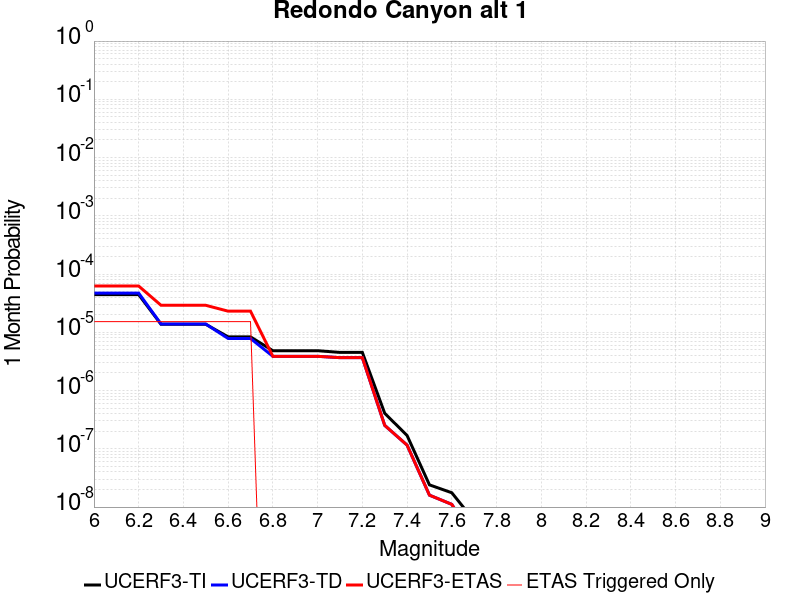 Redondo Canyon alt 1
10^0
10^-1
10^-2
10^-3
10^-4
10^-5
10^-6
10^-7
10^-8
1 Month Probability
6 6.2 6.4 6.6 6.8 7 7.2 7.4 7.6 7.8 8 8.2 8.4 8.6 8.8 9
Magnitude
UCERF3-TI UCERF3-TD UCERF3-ETAS ETAS Triggered Only